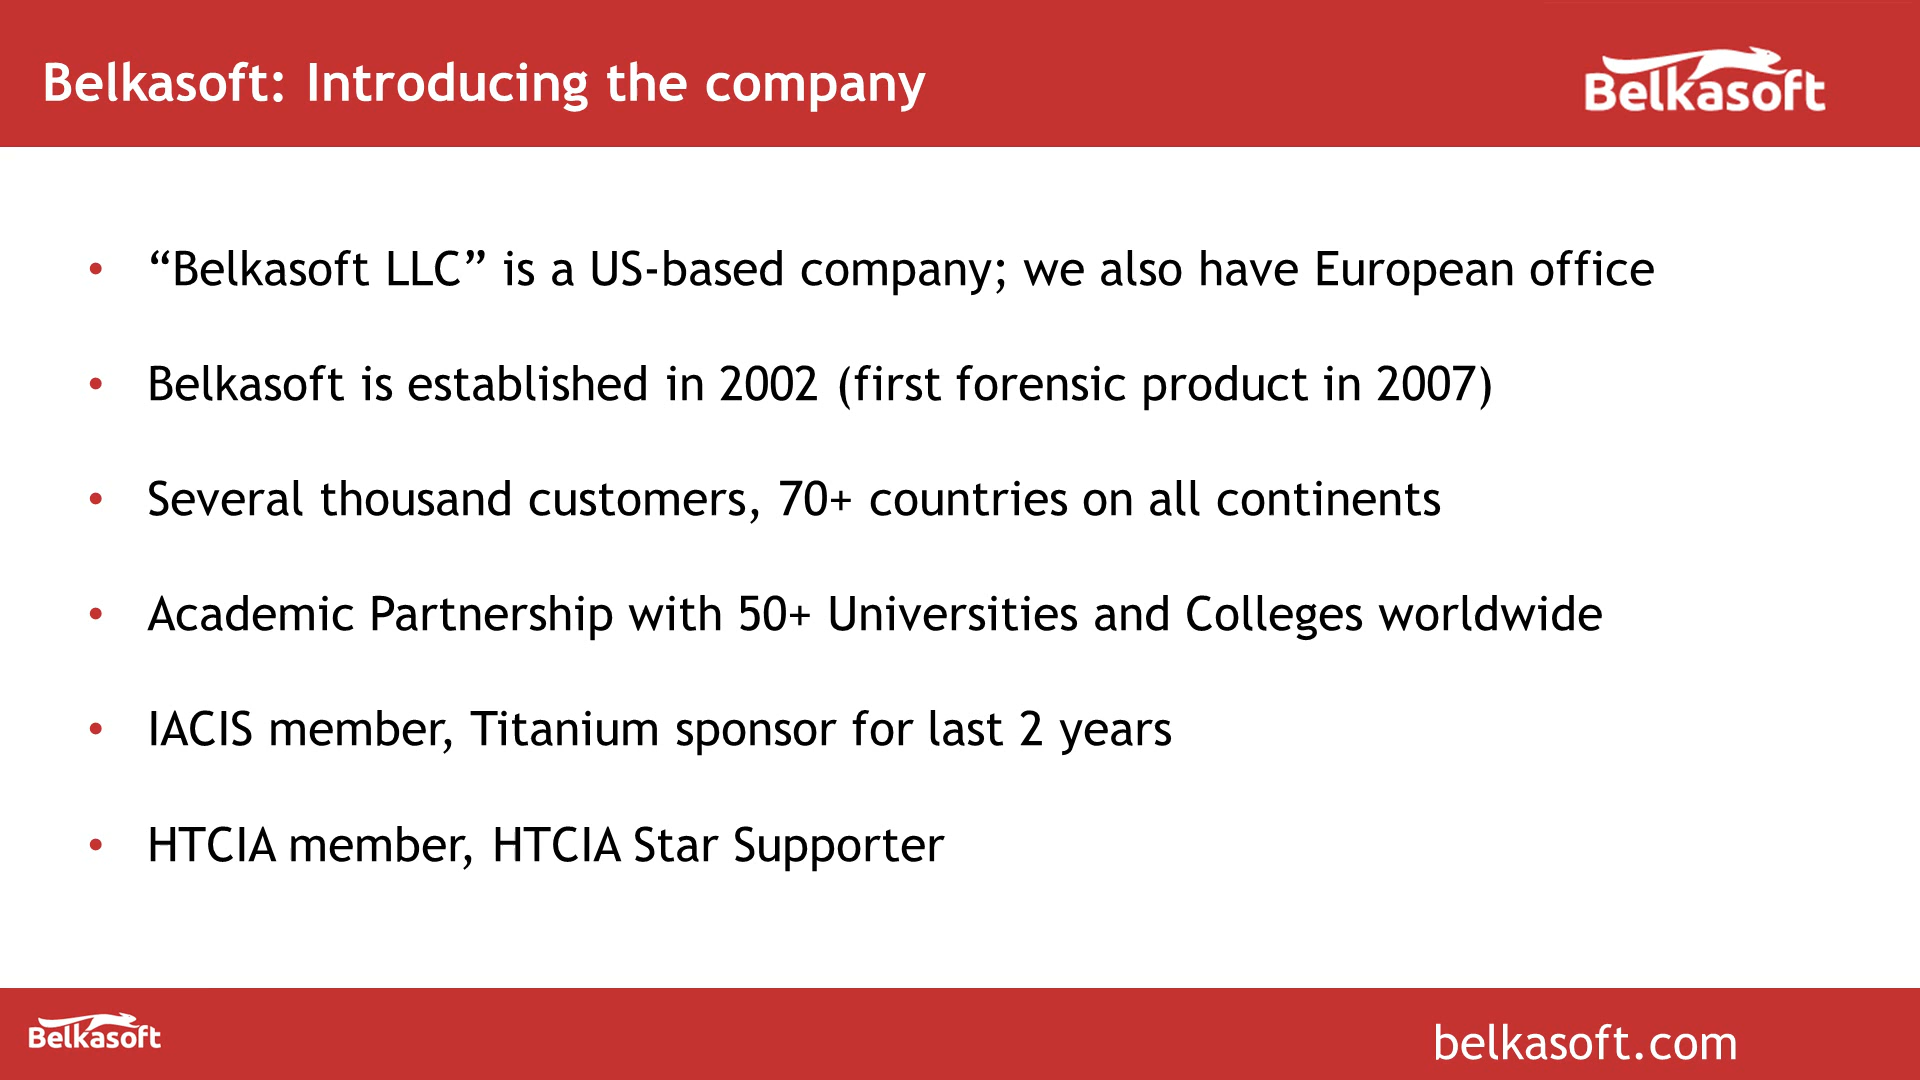 Belkasoft: Introducing the company
Belkasoft
• “Belkasoft LLC” is a US-based company; we also have European office
• Belkasoft is established in 2002 (first forensic product in 2007)
• Several thousand customers, 70+ countries on all continents
• Academic Partnership with 50+ Universities and Colleges worldwide
• IACIS member, Titanium sponsor for last 2 years
• HTCIA member, HTCIA Star Supporter
Belkasoft
belkasoft.com